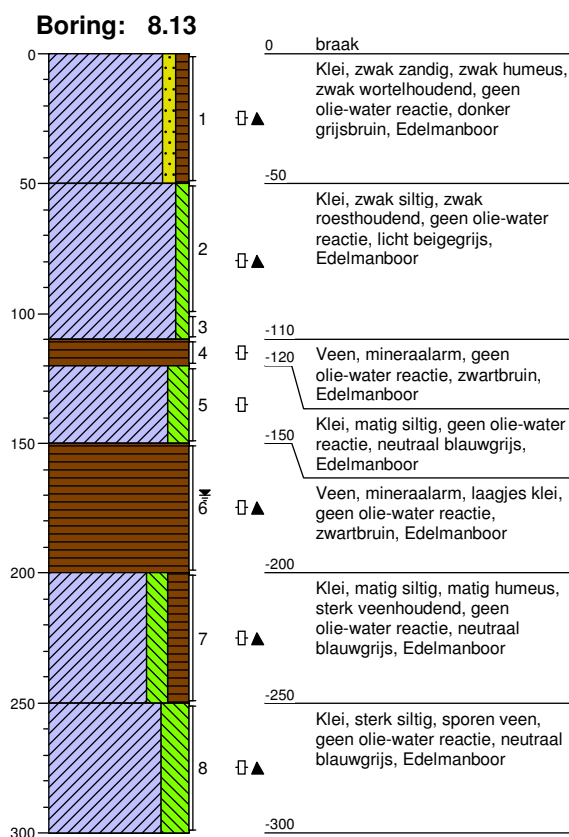 Boring: 8.13
0
0 braak
Klei, zwak zandig, zwak humeus,
zwak wortelhoudend, geen
olie-water reactie, donker
grijsbruin, Edelmanboor
1
50
-50
Klei, zwak siltig, zwak
roesthoudend, geen olie-water
reactie, licht beigegrijs,
Edelmanboor
2
100
3
-110
4
Veen, mineraalarm, geen
olie-water reactie, zwartbruin,
Edelmanboor
-120
5
Klei, matig siltig, geen olie-water
reactie, neutraal blauwgrijs,
Edelmanboor
150
-150
Veen, mineraalarm, laagjes klei,
geen olie-water reactie,
zwartbruin, Edelmanboor
6
200
-200
Klei, matig siltig, matig humeus,
sterk veenhoudend, geen
olie-water reactie, neutraal
blauwgrijs, Edelmanboor
7
250
-250
Klei, sterk siltig, sporen veen,
geen olie-water reactie, neutraal
blauwgrijs, Edelmanboor
8
300
-300